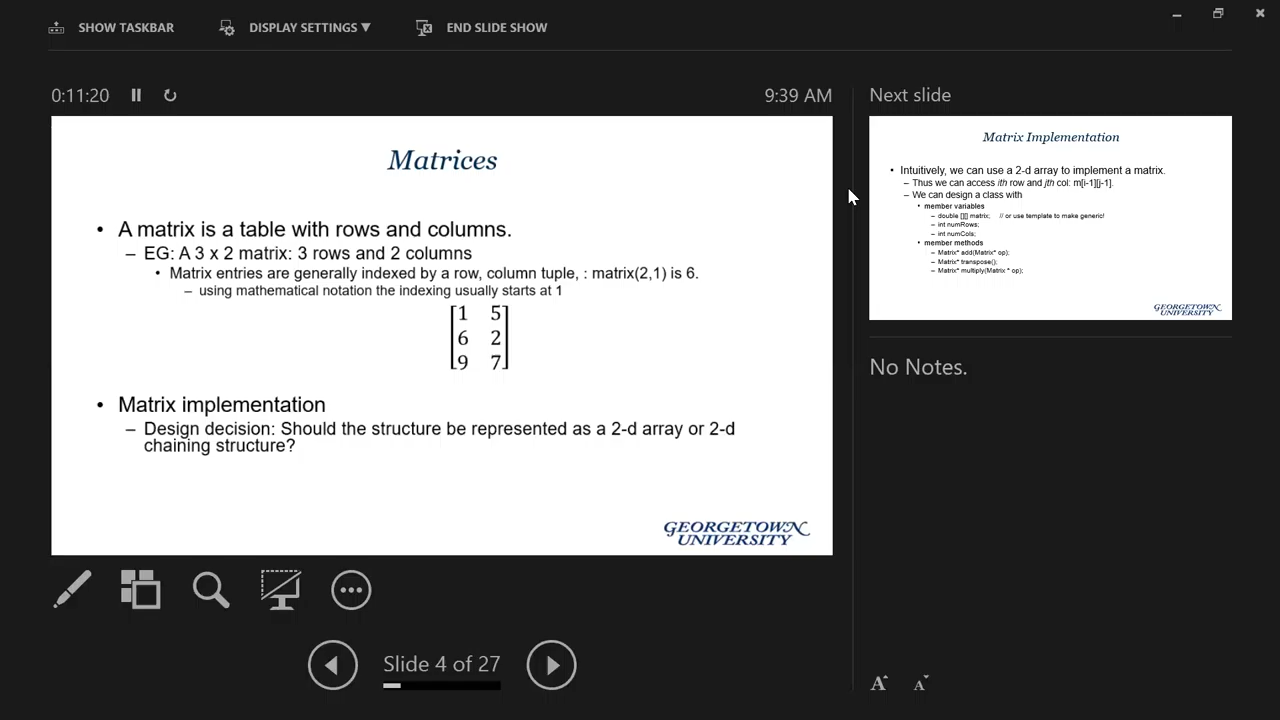 SHOW TASKBAR
DISPLAY SETTINGS ▼
END SLIDE SHOW
0:11:20
9:39 AM
Matrices
• A matrix is a table with rows and columns.
– EG: A 3 x 2 matrix: 3 rows and 2 columns
• Matrix entries are generally indexed by a row, column tuple, : matrix(2,1) is 6.
– using mathematical notation the indexing usually starts at 1
1 5
6 2
9 7
• Matrix implementation
– Design decision: Should the structure be represented as a 2-d array or 2-d
chaining structure?
GEORGETOWN
UNIVERSITY
Slide 4 of 27
Next slide
Matrix Implementation
• Intuitively, we can use a 2-d array to implement a matrix.
– Thus we can access ith row and jth col: m[i-1][j-1].
– We can design a class with
• member variables
– double [][] matrix; // or use template to make generic!
– int numRows;
– int numCols;
• member methods
– Matrix* add(Matrix* op);
– Matrix* transpose();
– Matrix* multiply(Matrix * op);
GEORGETOWN
UNIVERSITY
No Notes.
A A